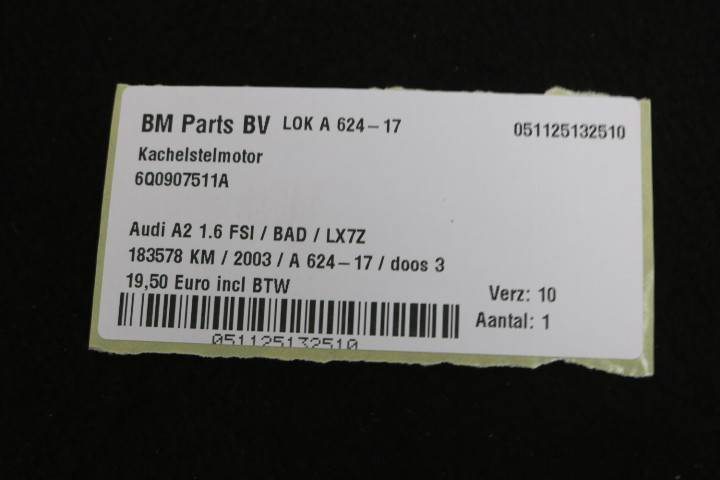 BM Parts BV LOK A 624-17
051125132510
Kachelstelmotor
6Q0907511A
Audi A2 1.6 FSI / BAD / LX7Z
183578 KM / 2003 / A 624-17 / doos 3
19,50 Euro incl BTW
Verz: 10
Aantal: 1
051125132510